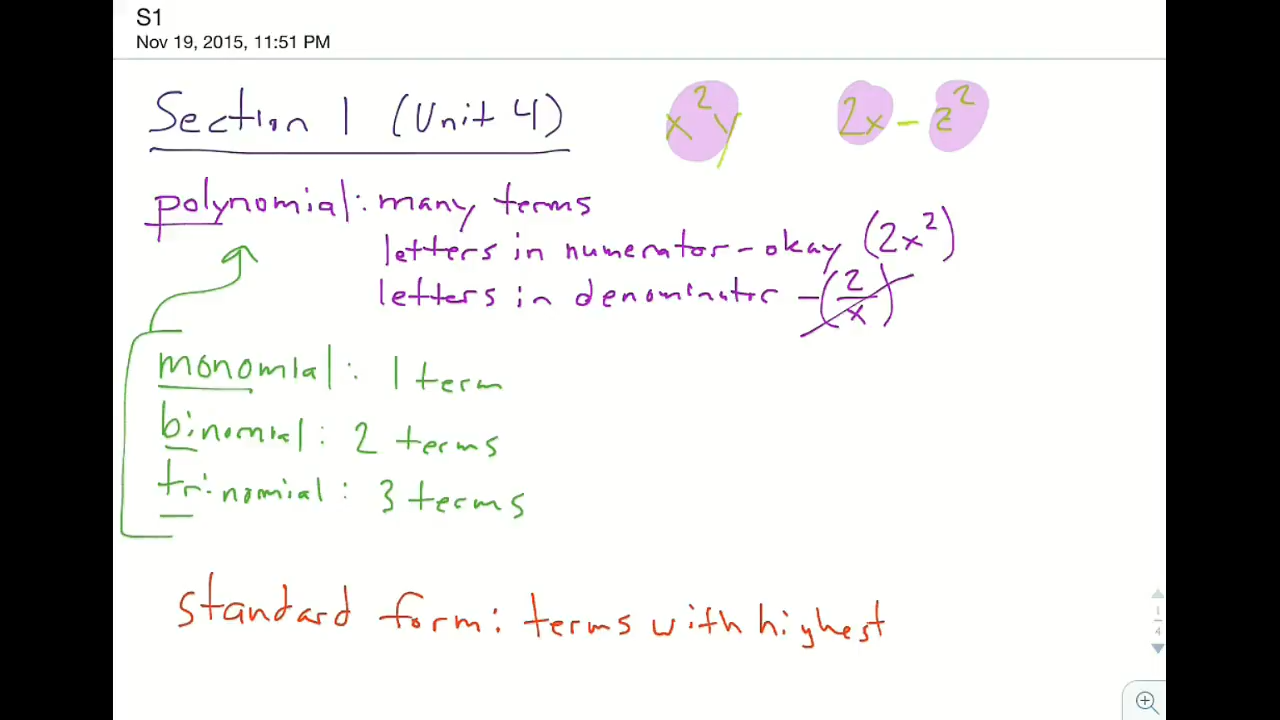 S1
Nov 19, 2015, 11:51 PM
Section 1 (Unit 4)
x²y
2x - z²
polynomial: many terms
letters in numerator - okay (2x²)
letters in denominator - (2/x)
monomial: 1 term
binomial: 2 terms
trinomial: 3 terms
standard form: terms with highest
1
4